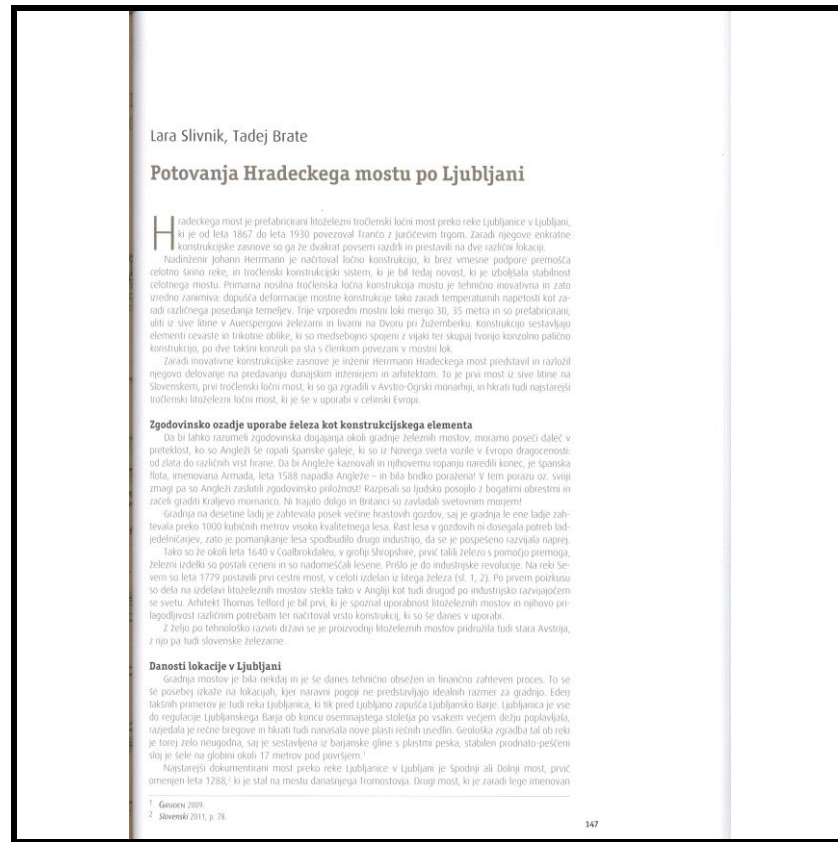 Lara Slivnik, Tadej Brate
Potovanja Hradeckega mostu po Ljubljani
Hradeckega most je prefabricirani litoželezni tročlenski ločni most preko reke Ljubljanice v Ljubljani,
ki je od leta 1867 do leta 1930 povezoval Trančo z Jurčičevim trgom. Zaradi njegove enkratne
konstrukcijske zasnove so ga že dvakrat povsem razdrli in prestavili na dve različni lokaciji.
Nadinženir Johann Herrmann je načrtoval ločno konstrukcijo, ki brez vmesne podpore premošča
celotno širino reke, in tročlenski konstrukcijski sistem, ki je bil tedaj novost, ki je izboljšala stabilnost
celotnega mostu. Primarna nosilna tročlenska ločna konstrukcija mostu je tehnično inovativna in zato
izredno zanimiva: dopušča deformacije mostne konstrukcije tako zaradi temperaturnih napetosti kot za-
radi različnega posedanja temeljev. Trije vzporedni mostni loki merijo 30, 35 metra in so prefabricirani,
uliti iz sive litine v Auerspergovi železarni in livarni na Dvoru pri Žužemberku. Konstrukcijo sestavljajo
elementi cevaste in trikotne oblike, ki so medsebojno spojeni z vijaki ter skupaj tvorijo konzolno palično
konstrukcijo, po dve takšni konzoli pa sta s členkom povezani v mostni lok.
Zaradi inovativne konstrukcijske zasnove je inženir Herrmann Hradeckega most predstavil in razložil
njegovo delovanje na predavanju dunajskim inženirjem in arhitektom. To je prvi most iz sive litine na
Slovenskem, prvi tročlenski ločni most, ki so ga zgradili v Avstro-Ogrski monarhiji, in hkrati tudi najstarejši
tročlenski litoželezni ločni most, ki je še v uporabi v celinski Evropi.
Zgodovinsko ozadje uporabe železa kot konstrukcijskega elementa
Da bi lahko razumeli zgodovinska dogajanja okoli gradnje železnih mostov, moramo poseči daleč v
preteklost, ko so Angleži še ropali španske galeje, ki so iz Novega sveta vozile v Evropo dragocenosti:
od zlata do različnih vrst hrane. Da bi Angleže kaznovali in njihovemu ropanju naredili konec, je španska
flota, imenovana Armada, leta 1588 napadla Angleže – in bila bridko poražena! V tem porazu oz. svoji
zmagi pa so Angleži zaslutili zgodovinsko priložnost! Razpisali so ljudsko posojilo z bogatimi obrestmi in
začeli graditi Kraljevo mornarico. Ni trajalo dolgo in Britanci so zavladali svetovnim morjem!
Gradnja na desetine ladij je zahtevala posek večine hrastovih gozdov, saj je gradnja le ene ladje zah-
tevala preko 1000 kubičnih metrov visoko kvalitetnega lesa. Rast lesa v gozdovih ni dosegala potreb lad-
jedelničarjev, zato je pomanjkanje lesa spodbudilo drugo industrijo, da se je pospešeno razvijala naprej.
Tako so že okoli leta 1640 v Coalbrokdaleu, v grofiji Shropshire, prvič talili železo s pomočjo premoga,
železni izdelki so postali ceneni in so nadomeščali lesene. Prišlo je do industrijske revolucije. Na reki Se-
vern so leta 1779 postavili prvi cestni most, v celoti izdelan iz litega železa (sl. 1, 2). Po prvem poizkusu
so dela na izdelavi litoželeznih mostov stekla tako v Angliji kot tudi drugod po industrijsko razvijajočem
se svetu. Arhitekt Thomas Telford je bil prvi, ki je spoznal uporabnost litoželeznih mostov in njihovo pri-
lagodljivost različnim potrebam ter načrtoval vrsto konstrukcij, ki so še danes v uporabi.
Z željo po tehnološko razviti državi se je proizvodnji litoželeznih mostov pridružila tudi stara Avstrija,
z njo pa tudi slovenske železarne.
Danosti lokacije v Ljubljani
Gradnja mostov je bila nekdaj in je še danes tehnično obsežen in finančno zahteven proces. To se
še posebej izkaže na lokacijah, kjer naravni pogoji ne predstavljajo idealnih razmer za gradnjo. Eden
takšnih primerov je tudi reka Ljubljanica, ki tik pred Ljubljano zapušča Ljubljansko Barje. Ljubljanica je vse
do regulacije Ljubljanskega Barja ob koncu osemnajstega stoletja po vsakem večjem dežju poplavljala,
razjedala je rečne bregove in hkrati tudi nanašala nove plasti rečnih usedlin. Geološka zgradba tal ob reki
je torej zelo neugodna, saj je sestavljena iz barjanske gline s plastmi peska, stabilen prodnato-peščeni
sloj je šele na globini okoli 17 metrov pod površjem.1
Najstarejši dokumentirani most preko reke Ljubljanice v Ljubljani je Spodnji ali Dolnji most, prvič
omenjen leta 1288,2 ki je stal na mestu današnjega Tromostovja. Drugi most, ki je zaradi lege imenovan
1 Gruden 2009.
2 Slovenski 2011, p. 78.
147